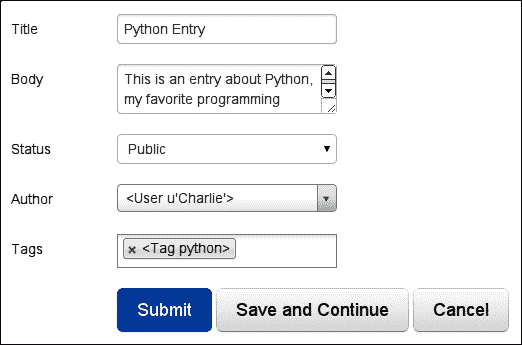 Title Python Entry
Body This is an entry about Python,
my favorite programming
Status Public
Author <User u'Charlie'>
Tags × <Tag python>
Submit Save and Continue Cancel